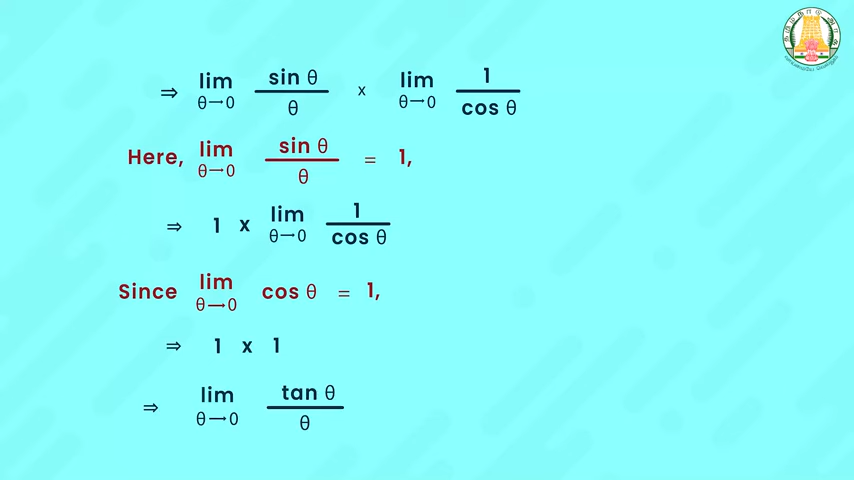 ⇒ lim θ→0 sin θ / θ x lim θ→0 1 / cos θ
Here, lim θ→0 sin θ / θ = 1,
⇒ 1 x lim θ→0 1 / cos θ
Since lim θ→0 cos θ = 1,
⇒ 1 x 1
⇒ lim θ→0 tan θ / θ